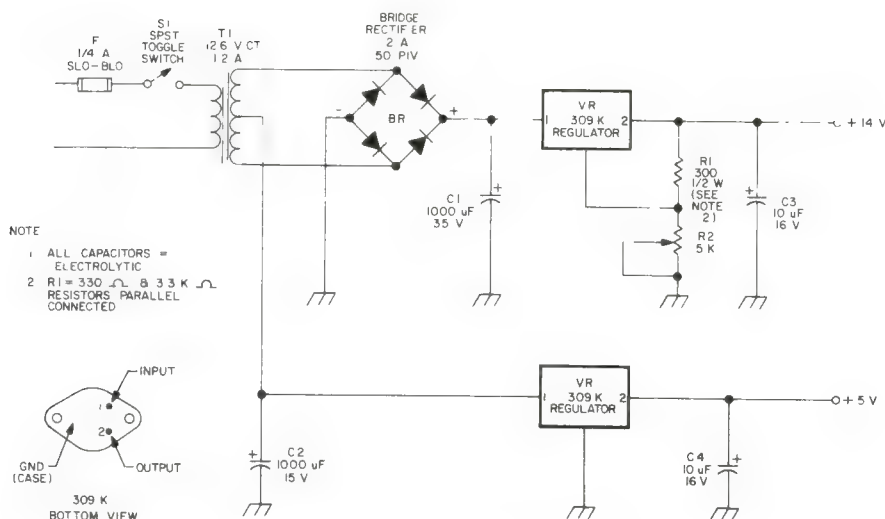 F
1/4 A
SLO-BLO
S1
SPST
TOGGLE
SWITCH
T1
12.6 V CT
1.2 A
BRIDGE
RECTIFIER
2 A
50 PIV
-
BR
+
+
C1
1000 uF
35 V
1
VR
309 K
REGULATOR
2
+ 14 V
R1
300
1/2 W
(SEE
NOTE
2)
R2
5 K
+
C3
10 uF
16 V
NOTE
1 ALL CAPACITORS =
ELECTROLYTIC
2 R1 = 330 Ω & 3.3 K Ω
RESISTORS PARALLEL
CONNECTED
INPUT
1
2
GND
(CASE)
OUTPUT
309 K
BOTTOM VIEW
+
C2
1000 uF
15 V
1
VR
309 K
REGULATOR
2
+ 5 V
+
C4
10 uF
16 V